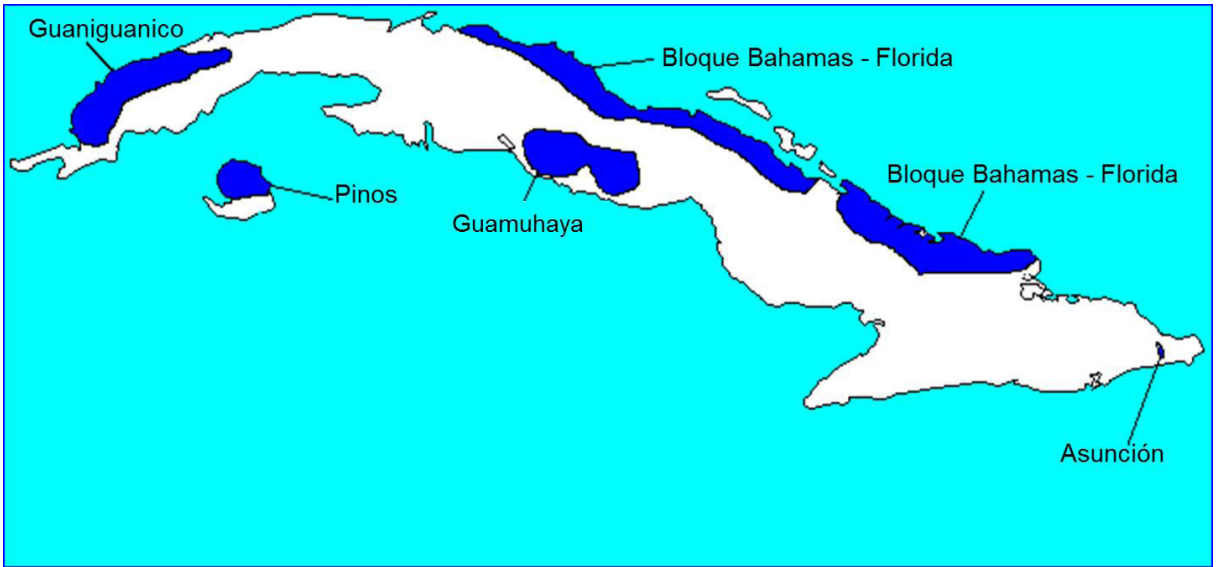 Guaniguanico
Bloque Bahamas - Florida
Bloque Bahamas - Florida
Pinos
Guamuhaya
Asunción